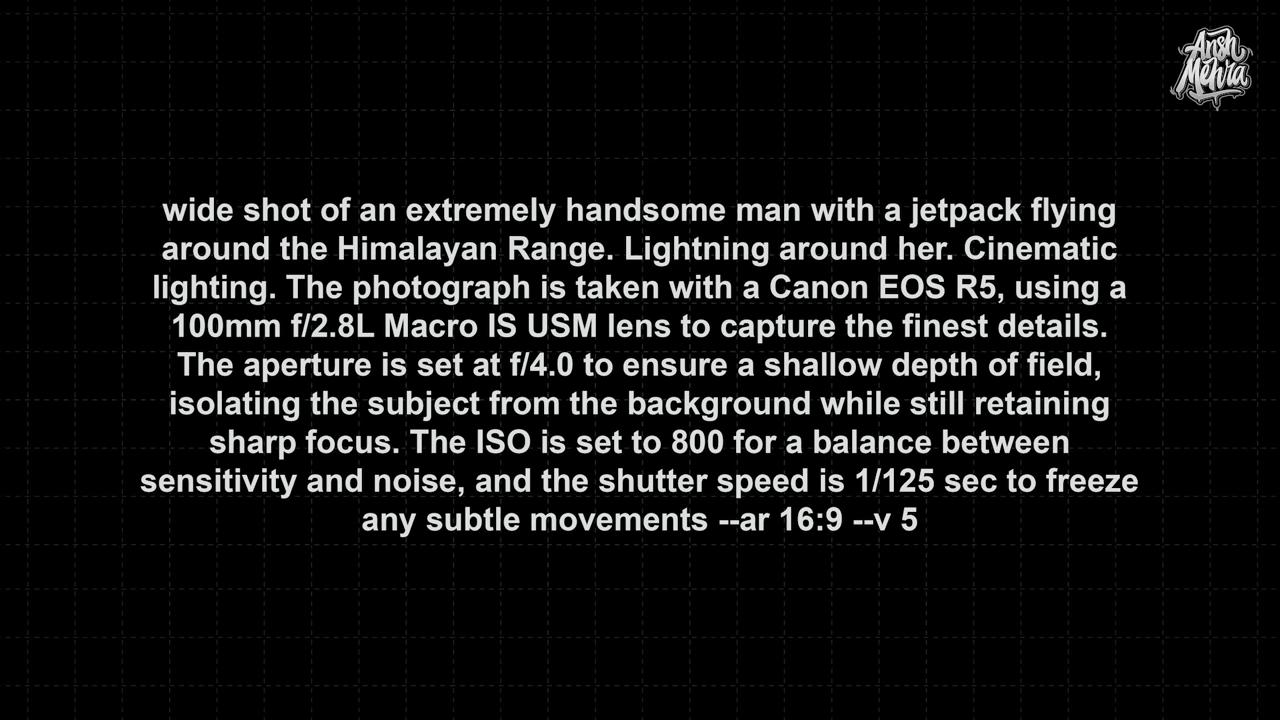 Ansh
Mehra
wide shot of an extremely handsome man with a jetpack flying
around the Himalayan Range. Lightning around her. Cinematic
lighting. The photograph is taken with a Canon EOS R5, using a
100mm f/2.8L Macro IS USM lens to capture the finest details.
The aperture is set at f/4.0 to ensure a shallow depth of field,
isolating the subject from the background while still retaining
sharp focus. The ISO is set to 800 for a balance between
sensitivity and noise, and the shutter speed is 1/125 sec to freeze
any subtle movements --ar 16:9 --v 5